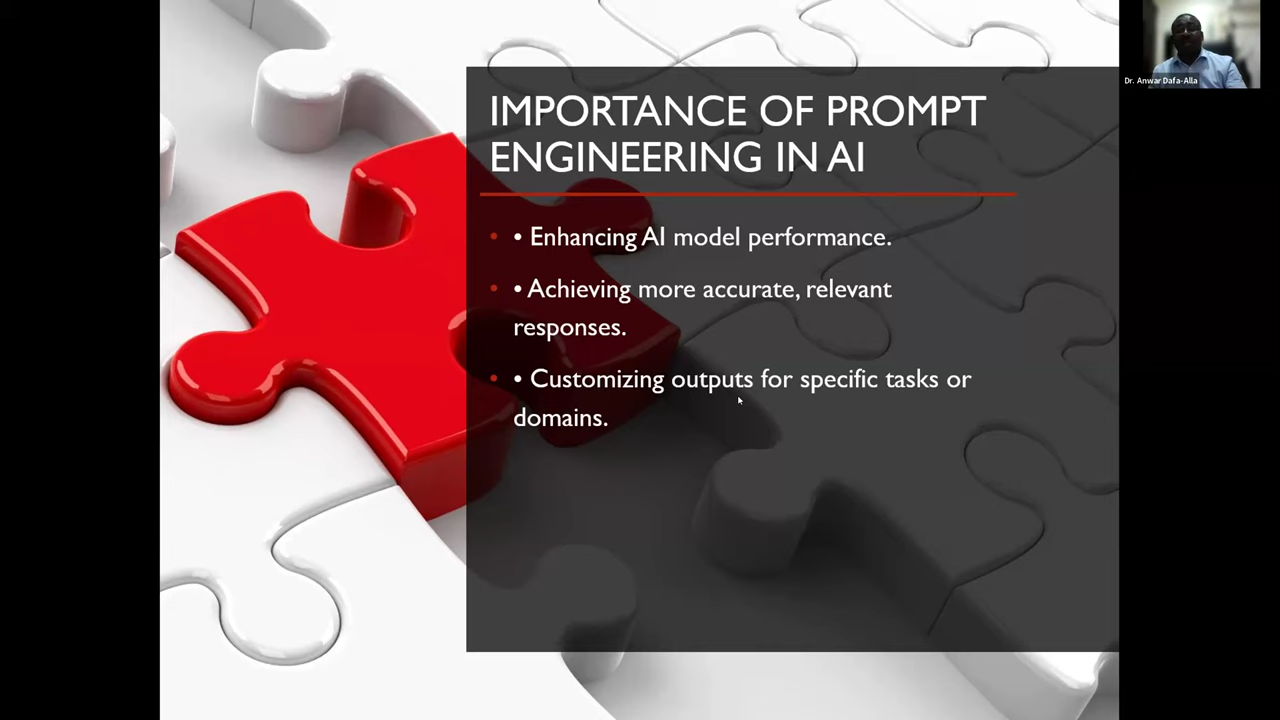 IMPORTANCE OF PROMPT
ENGINEERING IN AI
• • Enhancing AI model performance.
• • Achieving more accurate, relevant
responses.
• • Customizing outputs for specific tasks or
domains.
Dr. Anwar Dafa-Alla